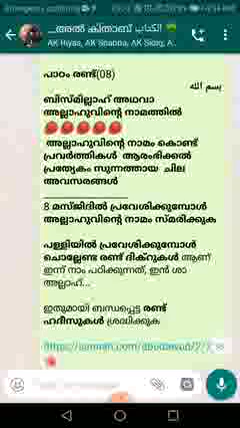 ...അൽ കിതാബ് الكتاب
AK Riyas, AK Shabna, AK Sicky, A...
പാഠം രണ്ട്(08)
بسم الله
ബിസ്മില്ലാഹ് അഥവാ
അല്ലാഹുവിന്റെ നാമത്തിൽ
അല്ലാഹുവിന്റെ നാമം കൊണ്ട്
പ്രവർത്തികൾ ആരംഭിക്കൽ
പ്രത്യേകം സുന്നത്തായ ചില
അവസരങ്ങൾ
8 മസ്ജിദിൽ പ്രവേശിക്കുമ്പോൾ
അല്ലാഹുവിന്റെ നാമം സ്മരിക്കുക
പള്ളിയിൽ പ്രവേശിക്കുമ്പോൾ
ചൊല്ലേണ്ട രണ്ട് ദിക്റുകൾ ആണ്
ഇന്ന് നാം പഠിക്കുന്നത്, ഇൻ ശാ
അല്ലാഹ്...
ഇതുമായി ബന്ധപ്പെട്ട രണ്ട്
ഹദീസുകൾ ശ്രദ്ധിക്കുക